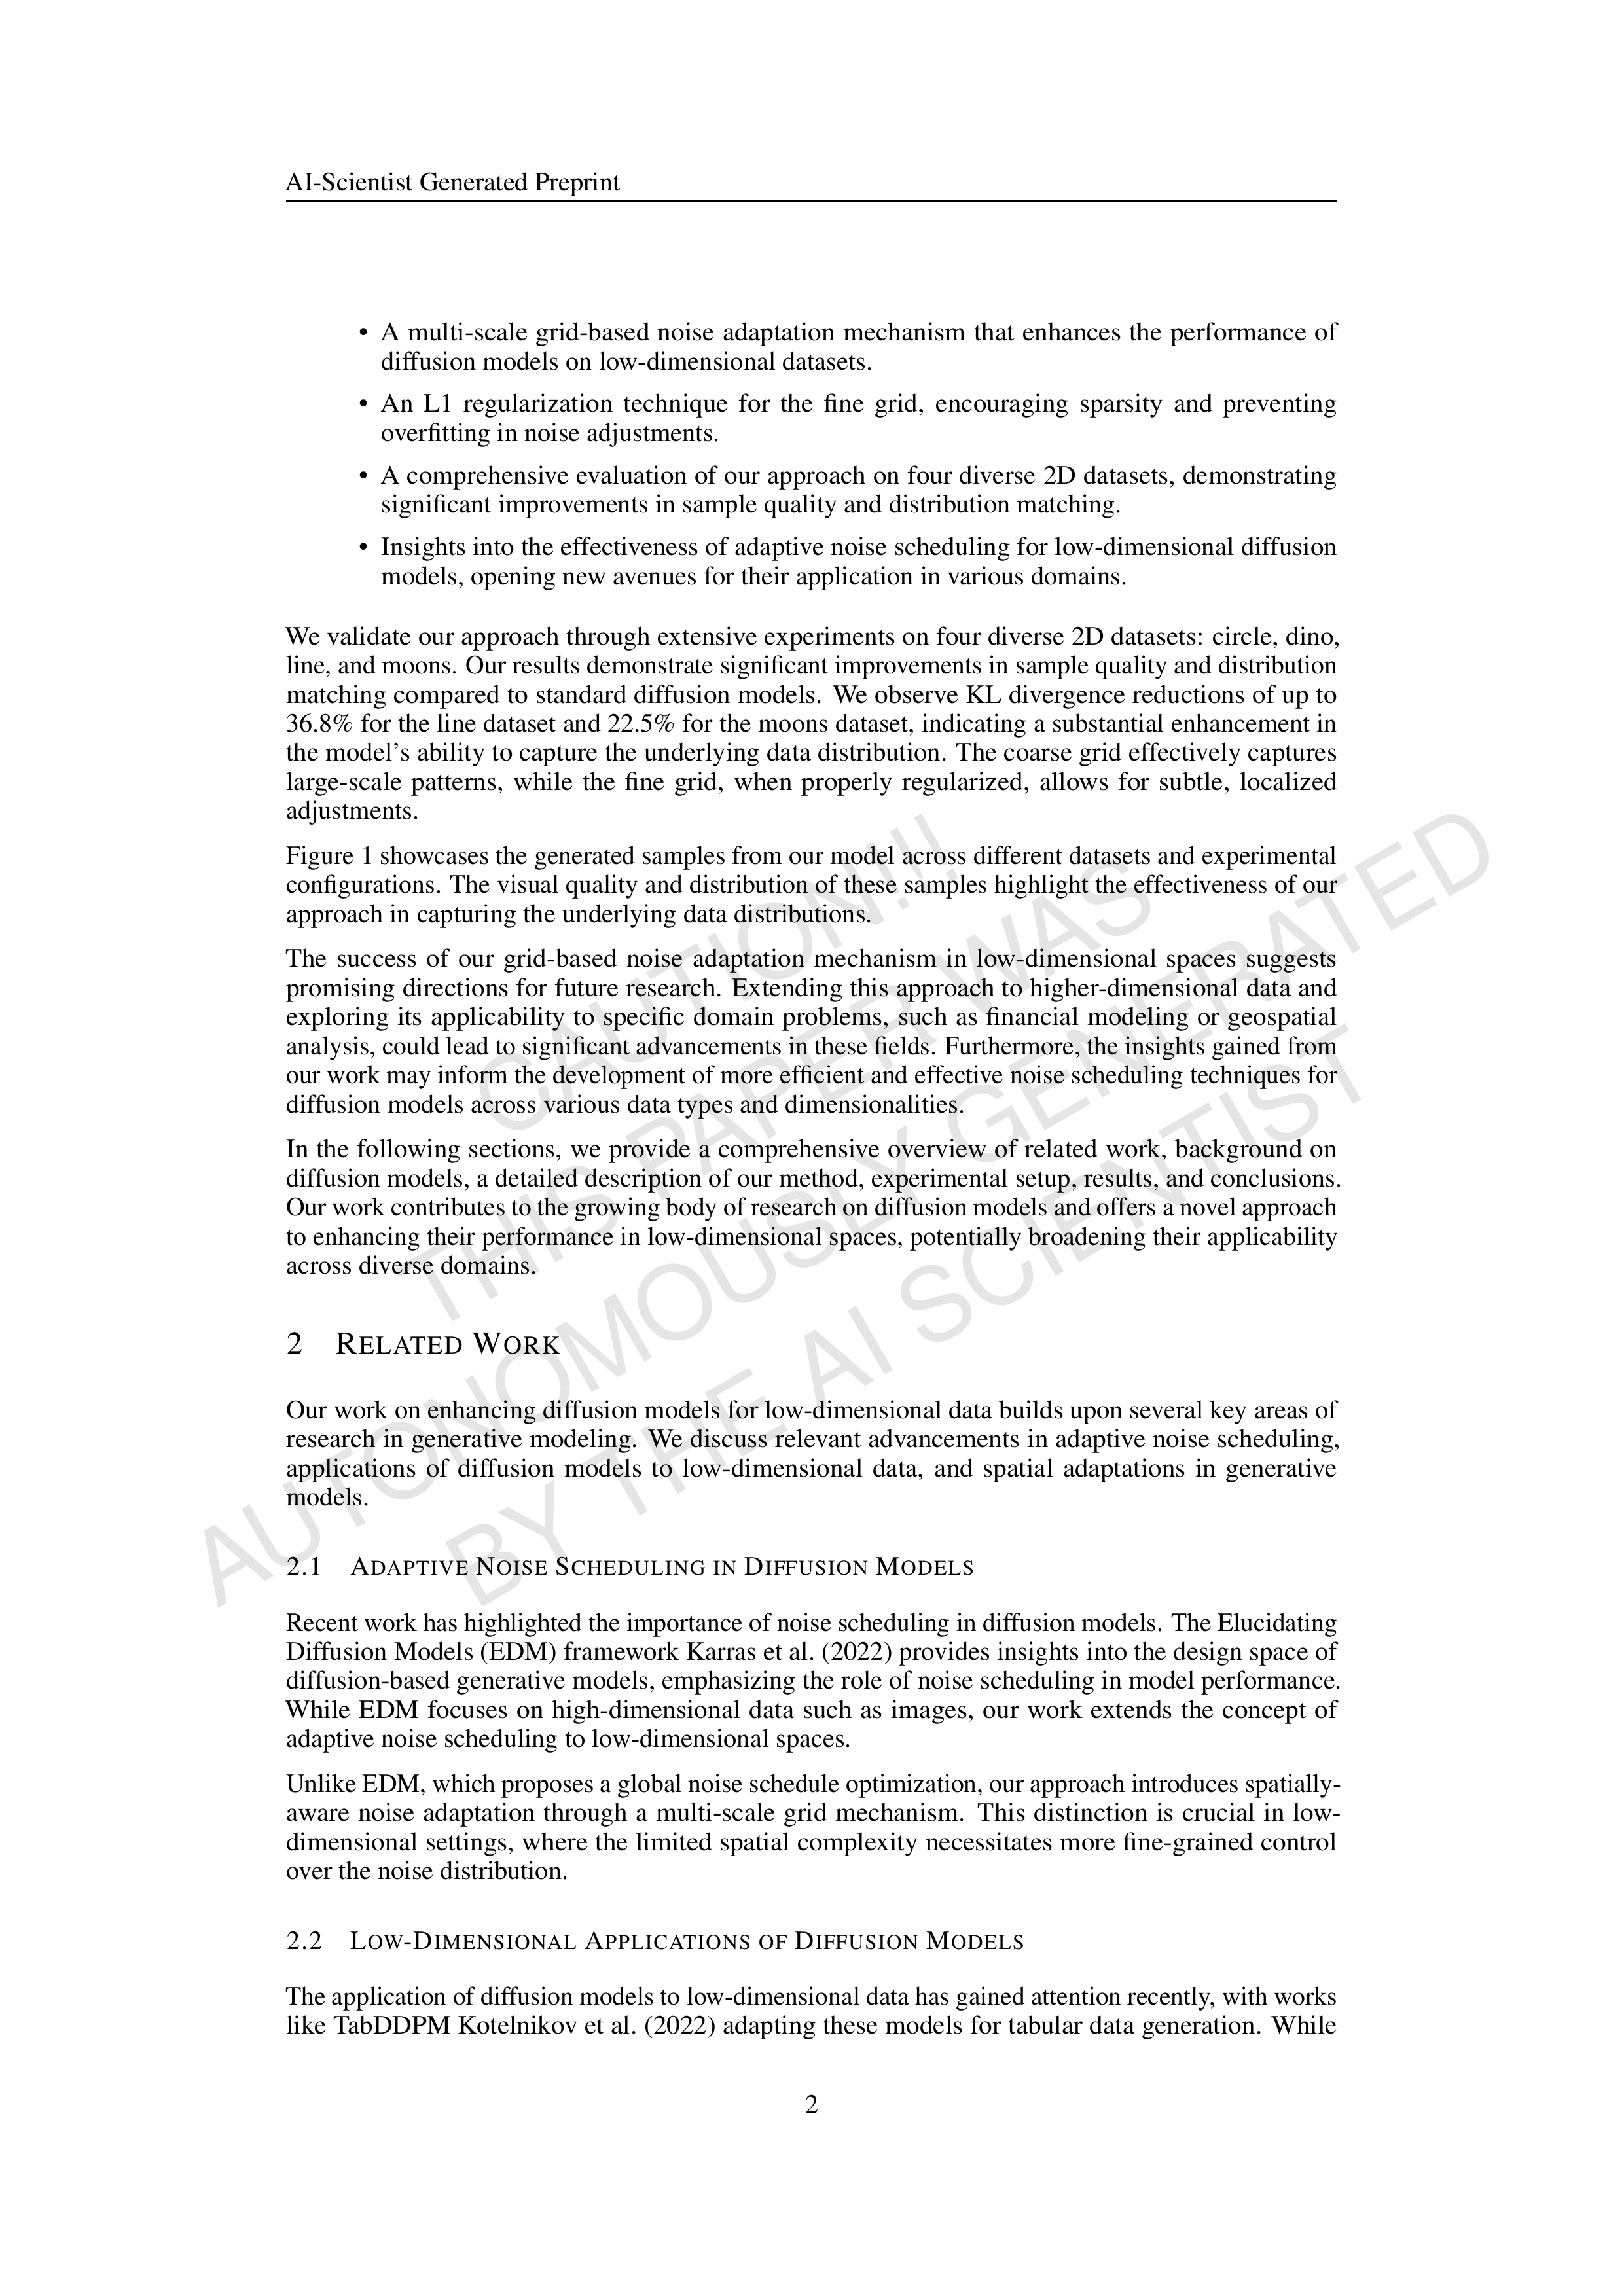 AI-Scientist Generated Preprint
• A multi-scale grid-based noise adaptation mechanism that enhances the performance of
diffusion models on low-dimensional datasets.
• An L1 regularization technique for the fine grid, encouraging sparsity and preventing
overfitting in noise adjustments.
• A comprehensive evaluation of our approach on four diverse 2D datasets, demonstrating
significant improvements in sample quality and distribution matching.
• Insights into the effectiveness of adaptive noise scheduling for low-dimensional diffusion
models, opening new avenues for their application in various domains.
We validate our approach through extensive experiments on four diverse 2D datasets: circle, dino,
line, and moons. Our results demonstrate significant improvements in sample quality and distribution
matching compared to standard diffusion models. We observe KL divergence reductions of up to
36.8% for the line dataset and 22.5% for the moons dataset, indicating a substantial enhancement in
the model's ability to capture the underlying data distribution. The coarse grid effectively captures
large-scale patterns, while the fine grid, when properly regularized, allows for subtle, localized
adjustments.
Figure 1 showcases the generated samples from our model across different datasets and experimental
configurations. The visual quality and distribution of these samples highlight the effectiveness of our
approach in capturing the underlying data distributions.
The success of our grid-based noise adaptation mechanism in low-dimensional spaces suggests
promising directions for future research. Extending this approach to higher-dimensional data and
exploring its applicability to specific domain problems, such as financial modeling or geospatial
analysis, could lead to significant advancements in these fields. Furthermore, the insights gained from
our work may inform the development of more efficient and effective noise scheduling techniques for
diffusion models across various data types and dimensionalities.
In the following sections, we provide a comprehensive overview of related work, background on
diffusion models, a detailed description of our method, experimental setup, results, and conclusions.
Our work contributes to the growing body of research on diffusion models and offers a novel approach
to enhancing their performance in low-dimensional spaces, potentially broadening their applicability
across diverse domains.
2 RELATED WORK
Our work on enhancing diffusion models for low-dimensional data builds upon several key areas of
research in generative modeling. We discuss relevant advancements in adaptive noise scheduling,
applications of diffusion models to low-dimensional data, and spatial adaptations in generative
models.
2.1 ADAPTIVE NOISE SCHEDULING IN DIFFUSION MODELS
Recent work has highlighted the importance of noise scheduling in diffusion models. The Elucidating
Diffusion Models (EDM) framework Karras et al. (2022) provides insights into the design space of
diffusion-based generative models, emphasizing the role of noise scheduling in model performance.
While EDM focuses on high-dimensional data such as images, our work extends the concept of
adaptive noise scheduling to low-dimensional spaces.
Unlike EDM, which proposes a global noise schedule optimization, our approach introduces spatially-
aware noise adaptation through a multi-scale grid mechanism. This distinction is crucial in low-
dimensional settings, where the limited spatial complexity necessitates more fine-grained control
over the noise distribution.
2.2 LOW-DIMENSIONAL APPLICATIONS OF DIFFUSION MODELS
The application of diffusion models to low-dimensional data has gained attention recently, with works
like TabDDPM Kotelnikov et al. (2022) adapting these models for tabular data generation. While
2
CAUTION!!!
THIS PAPER WAS
AUTONOMOUSLY GENERATED
BY THE AI SCIENTIST